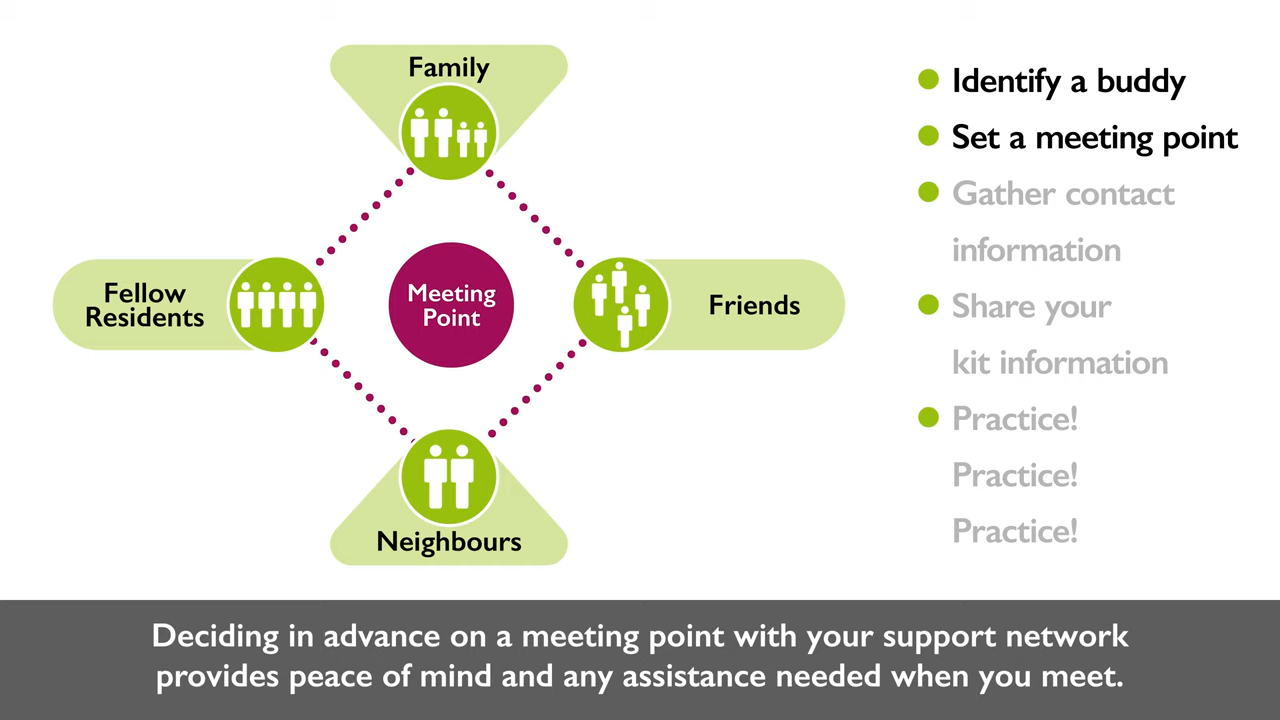 Family
Fellow
Residents
Meeting
Point
Friends
Neighbours
Identify a buddy
Set a meeting point
Gather contact
information
Share your
kit information
Practice!
Practice!
Practice!
Deciding in advance on a meeting point with your support network
provides peace of mind and any assistance needed when you meet.